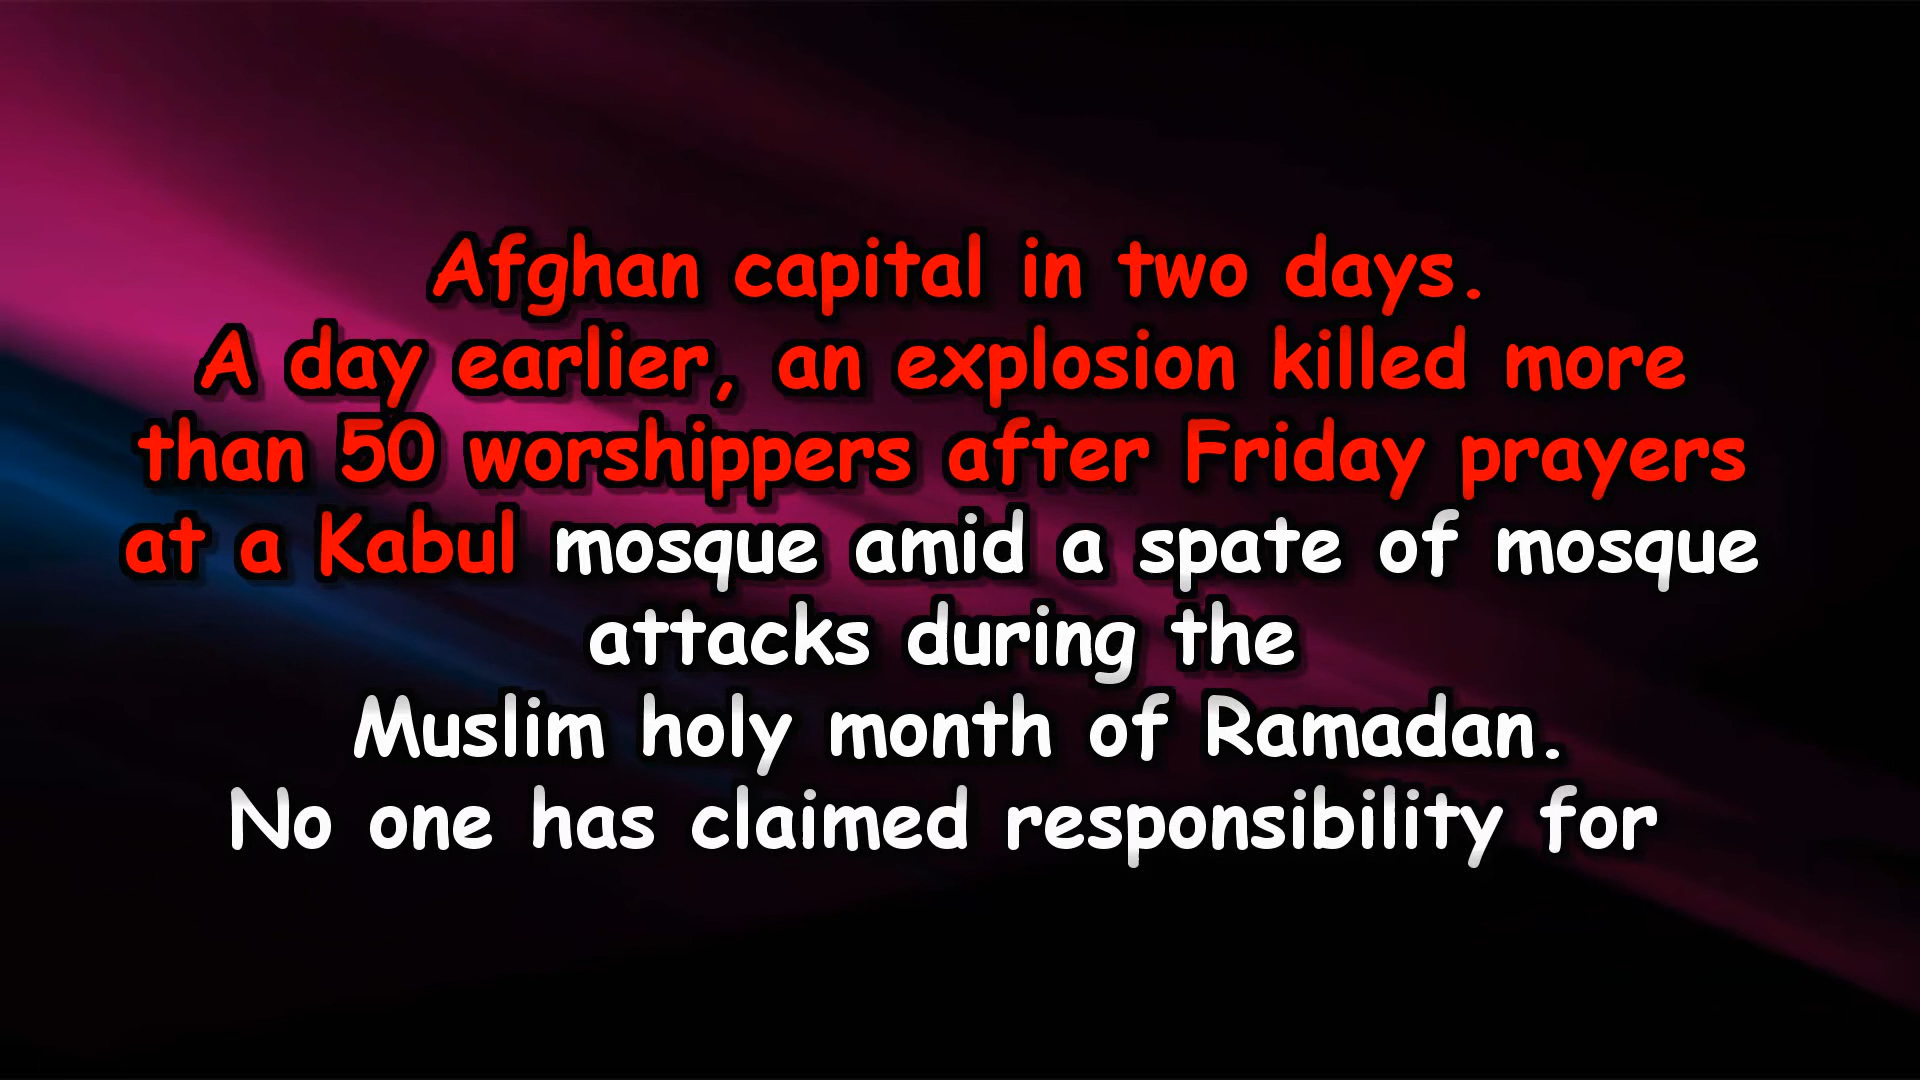 Afghan capital in two days.
A day earlier, an explosion killed more
than 50 worshippers after Friday prayers
at a Kabul mosque amid a spate of mosque
attacks during the
Muslim holy month of Ramadan.
No one has claimed responsibility for